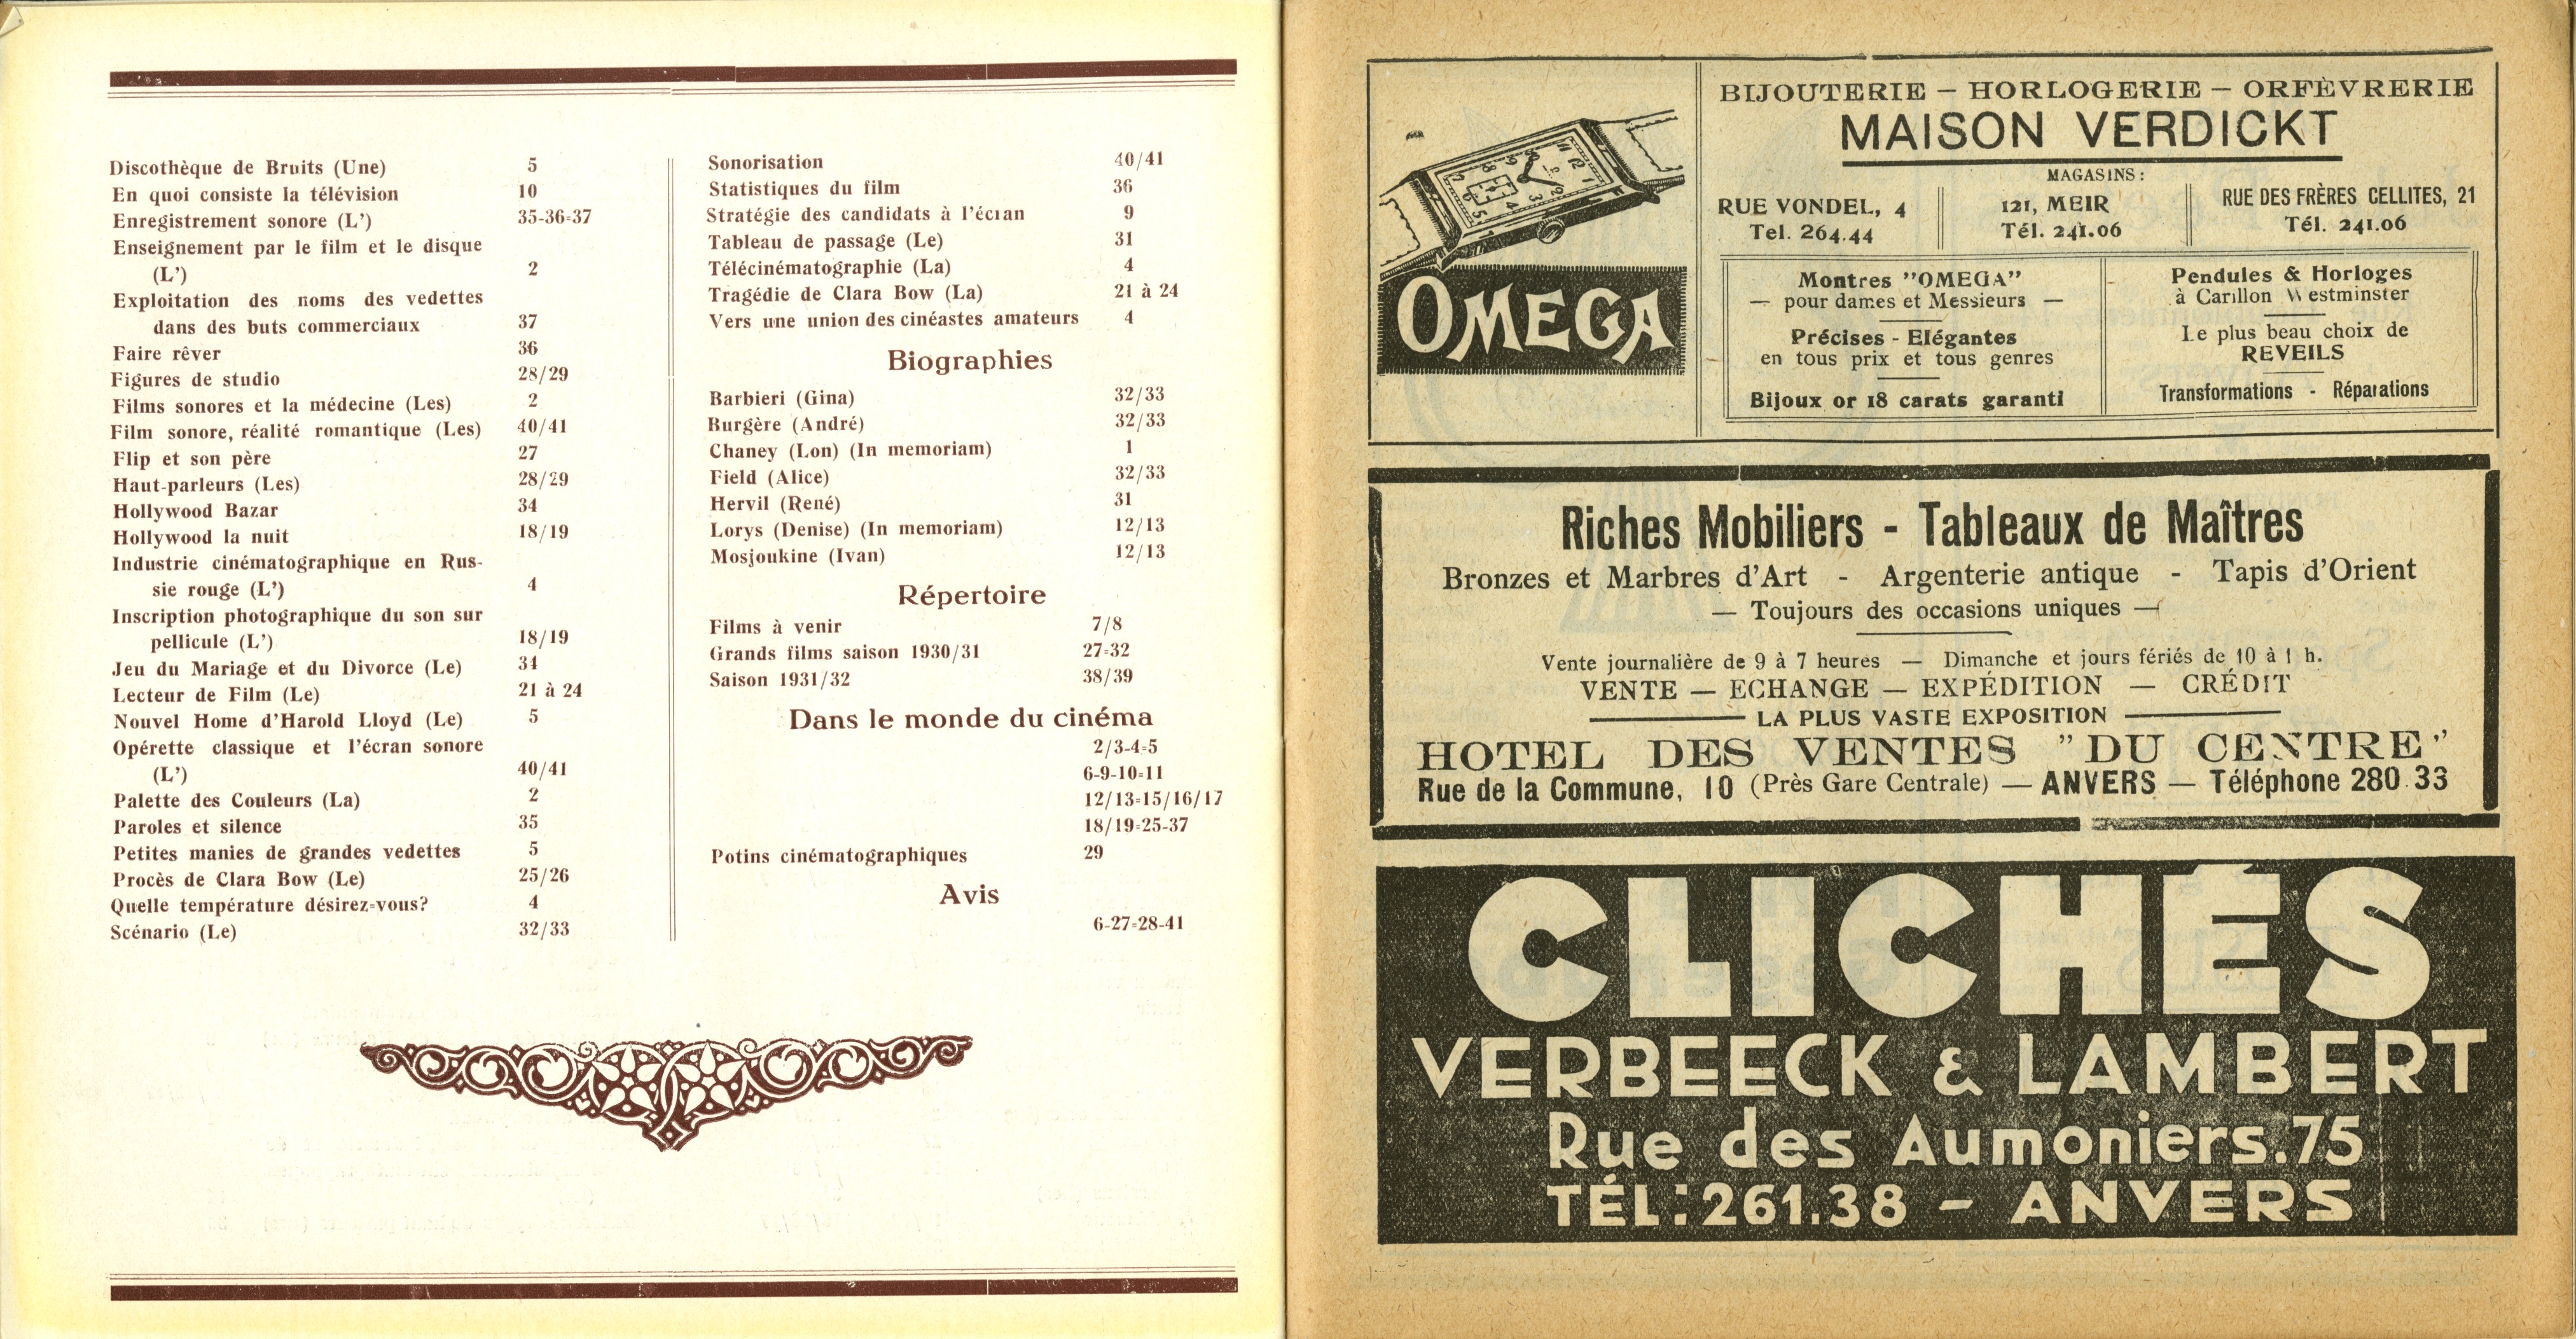 Discothèque de Bruits (Une) 5
En quoi consiste la télévision 10
Enregistrement sonore (L') 35-36-37
Enseignement par le film et le disque
(L') 2
Exploitation des noms des vedettes
dans des buts commerciaux 37
Faire rêver 36
Figures de studio 28/29
Films sonores et la médecine (Les) 2
Film sonore, réalité romantique (Les) 40/41
Flip et son père 27
Haut-parleurs (Les) 28/29
Hollywood Bazar 34
Hollywood la nuit 18/19
Industrie cinématographique en Rus-
sie rouge (L') 4
Inscription photographique du son sur
pellicule (L') 18/19
Jeu du Mariage et du Divorce (Le) 34
Lecteur de Film (Le) 21 à 24
Nouvel Home d'Harold Lloyd (Le) 5
Opérette classique et l'écran sonore
(L') 40/41
Palette des Couleurs (La) 2
Paroles et silence 35
Petites manies de grandes vedettes 5
Procès de Clara Bow (Le) 25/26
Quelle température désirez-vous? 4
Scénario (Le) 32/33
Sonorisation 40/41
Statistiques du film 36
Stratégie des candidats à l'écran 9
Tableau de passage (Le) 31
Télécinématographie (La) 4
Tragédie de Clara Bow (La) 21 à 24
Vers une union des cinéastes amateurs 4
Biographies
Barbieri (Gina) 32/33
Burgère (André) 32/33
Chaney (Lon) (In memoriam) 1
Field (Alice) 32/33
Hervil (René) 31
Lorys (Denise) (In memoriam) 12/13
Mosjoukine (Ivan) 12/13
Répertoire
Films à venir 7/8
Grands films saison 1930/31 27-32
Saison 1931/32 38/39
Dans le monde du cinéma
2/3-4-5
6-9-10-11
12/13-15/16/17
18/19-25-37
Potins cinématographiques 29
Avis
6-27-28-41
OMEGA
BIJOUTERIE — HORLOGERIE — ORFÈVRERIE
MAISON VERDICKT
MAGASINS:
RUE VONDEL, 4
Tel. 264.44
121, MEIR
Tél. 241.06
RUE DES FRÈRES CELLITES, 21
Tél. 241.06
Montres "OMEGA"
— pour dames et Messieurs —
Précises - Elégantes
en tous prix et tous genres
Bijoux or 18 carats garanti
Pendules & Horloges
à Carillon Westminster
Le plus beau choix de
REVEILS
Transformations - Réparations
Riches Mobiliers - Tableaux de Maîtres
Bronzes et Marbres d'Art - Argenterie antique - Tapis d'Orient
— Toujours des occasions uniques —
Vente journalière de 9 à 7 heures — Dimanche et jours fériés de 10 à 1 h.
VENTE — ECHANGE — EXPÉDITION — CRÉDIT
LA PLUS VASTE EXPOSITION
HOTEL DES VENTES "DU CENTRE"
Rue de la Commune, 10 (Près Gare Centrale) — ANVERS — Téléphone 280.33
CLICHÉS
VERBEECK & LAMBERT
Rue des Aumoniers.75
TÉL: 261.38 - ANVERS